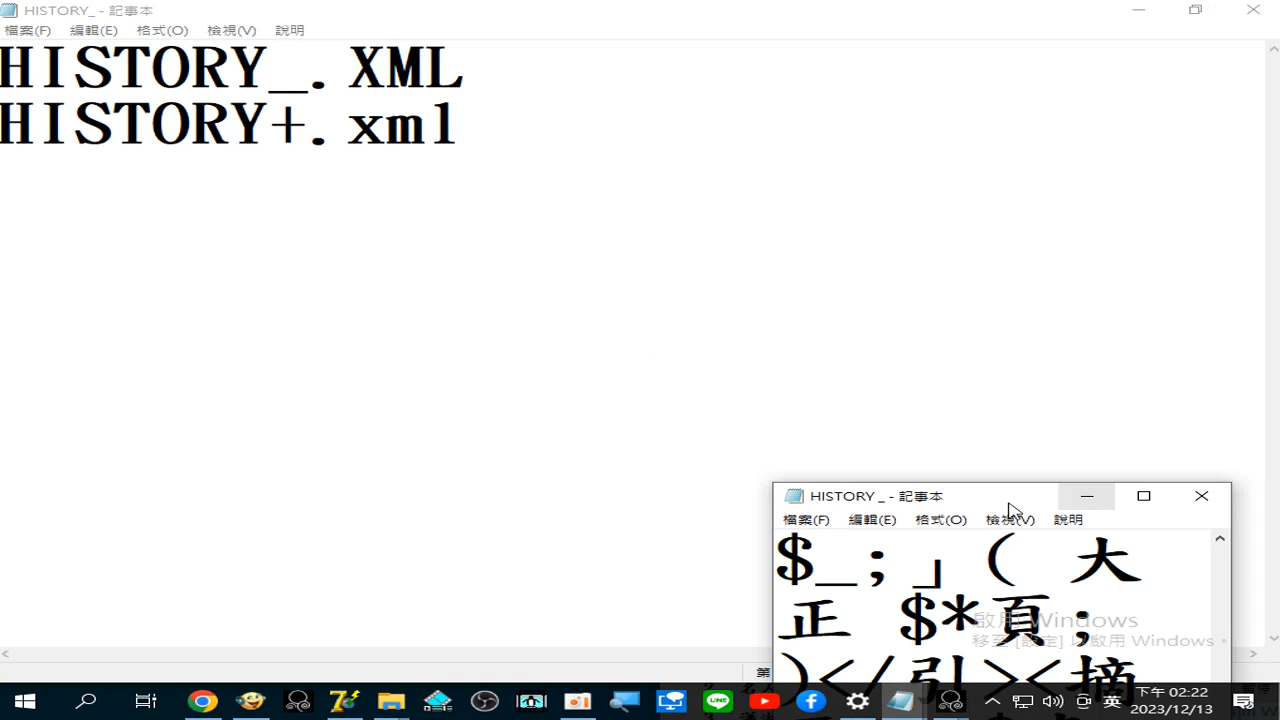 HISTORY_ - 記事本
檔案(F) 編輯(E) 格式(O) 檢視(V) 說明
HISTORY_.XML
HISTORY+.xml
HISTORY _ - 記事本
檔案(F) 編輯(E) 格式(O) 檢視(V) 說明
$_;」( 大
正 $*頁;
)</引><摘
啟用 Windows
移至 [設定] 以啟用 Windows。
第
英
下午 02:22
2023/12/13